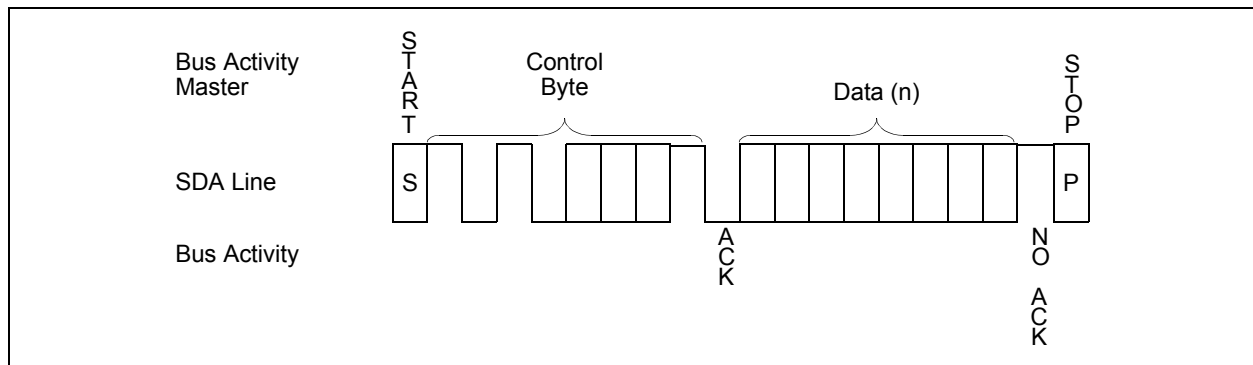 Bus Activity
Master
START
Control
Byte
Data (n)
STOP
SDA Line
S
P
Bus Activity
ACK
NO ACK